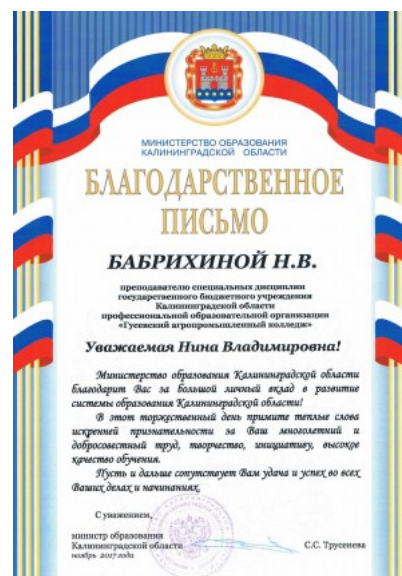 МИНИСТЕРСТВО ОБРАЗОВАНИЯ
КАЛИНИНГРАДСКОЙ ОБЛАСТИ
БЛАГОДАРСТВЕННОЕ
ПИСЬМО
БАБРИХИНОЙ Н.В.
преподавателю специальных дисциплин
государственного бюджетного учреждения
Калининградской области
профессиональной образовательной организации
«Гусевский агропромышленный колледж»
Уважаемая Нина Владимировна!
Министерство образования Калининградской области
благодарит Вас за большой личный вклад в развитие
системы образования Калининградской области!
В этот торжественный день примите теплые слова
искренней признательности за Ваш многолетний и
добросовестный труд, творчество, инициативу, высокое
качество обучения.
Пусть и дальше сопутствует Вам удача и успех во всех
Ваших делах и начинаниях.
С уважением,
министр образования
Калининградской области
С.С. Трусенева
ноябрь 2017 года